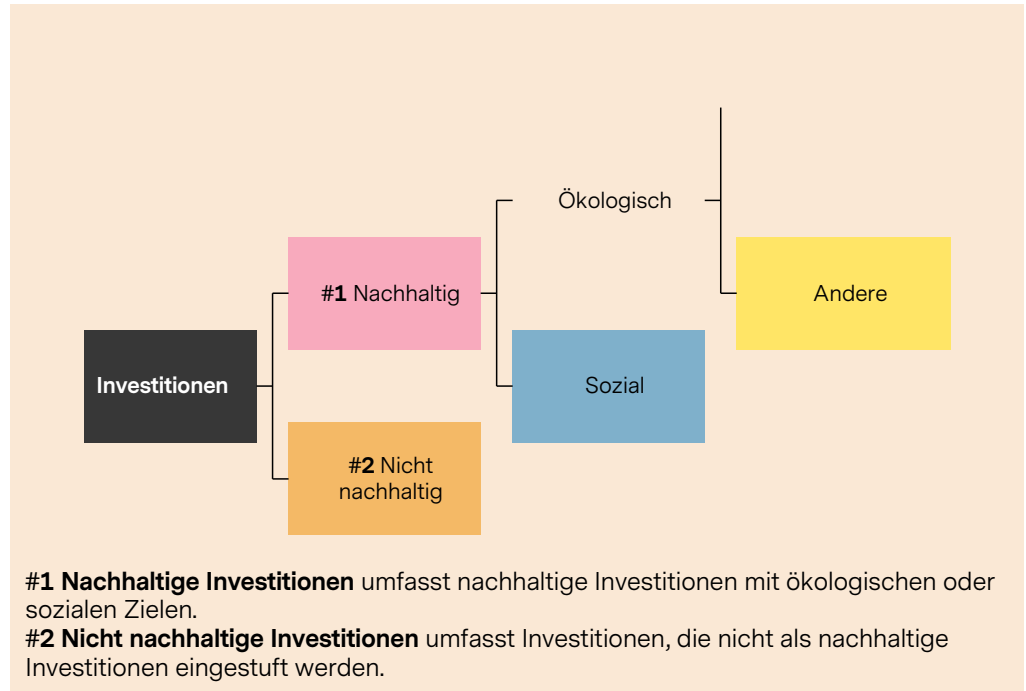 Ökologisch
#1 Nachhaltig
Andere
Investitionen
Sozial
#2 Nicht
nachhaltig
#1 Nachhaltige Investitionen umfasst nachhaltige Investitionen mit ökologischen oder
sozialen Zielen.
#2 Nicht nachhaltige Investitionen umfasst Investitionen, die nicht als nachhaltige
Investitionen eingestuft werden.